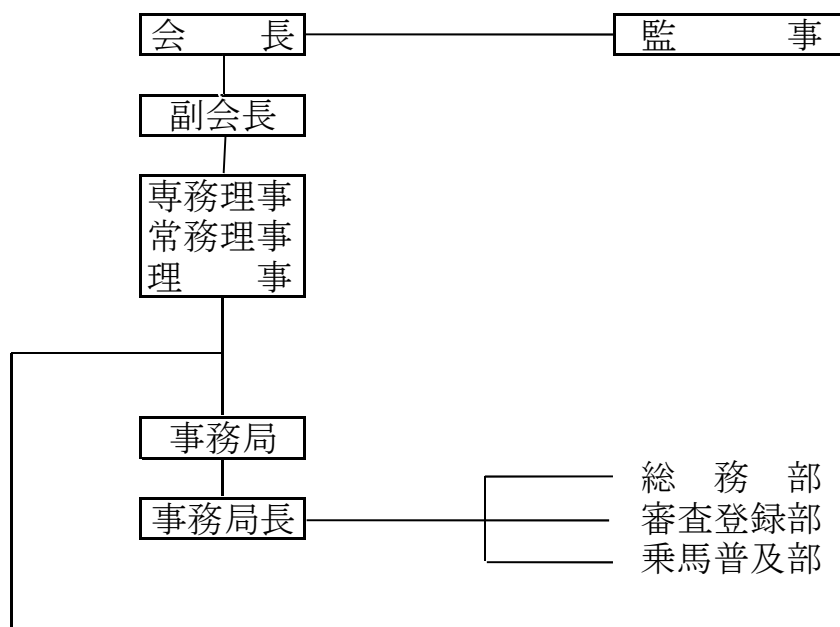 会　　長
監　　　事
副会長
専務理事
常務理事
理　　事
事務局
事務局長
総　務　部
審査登録部
乗馬普及部